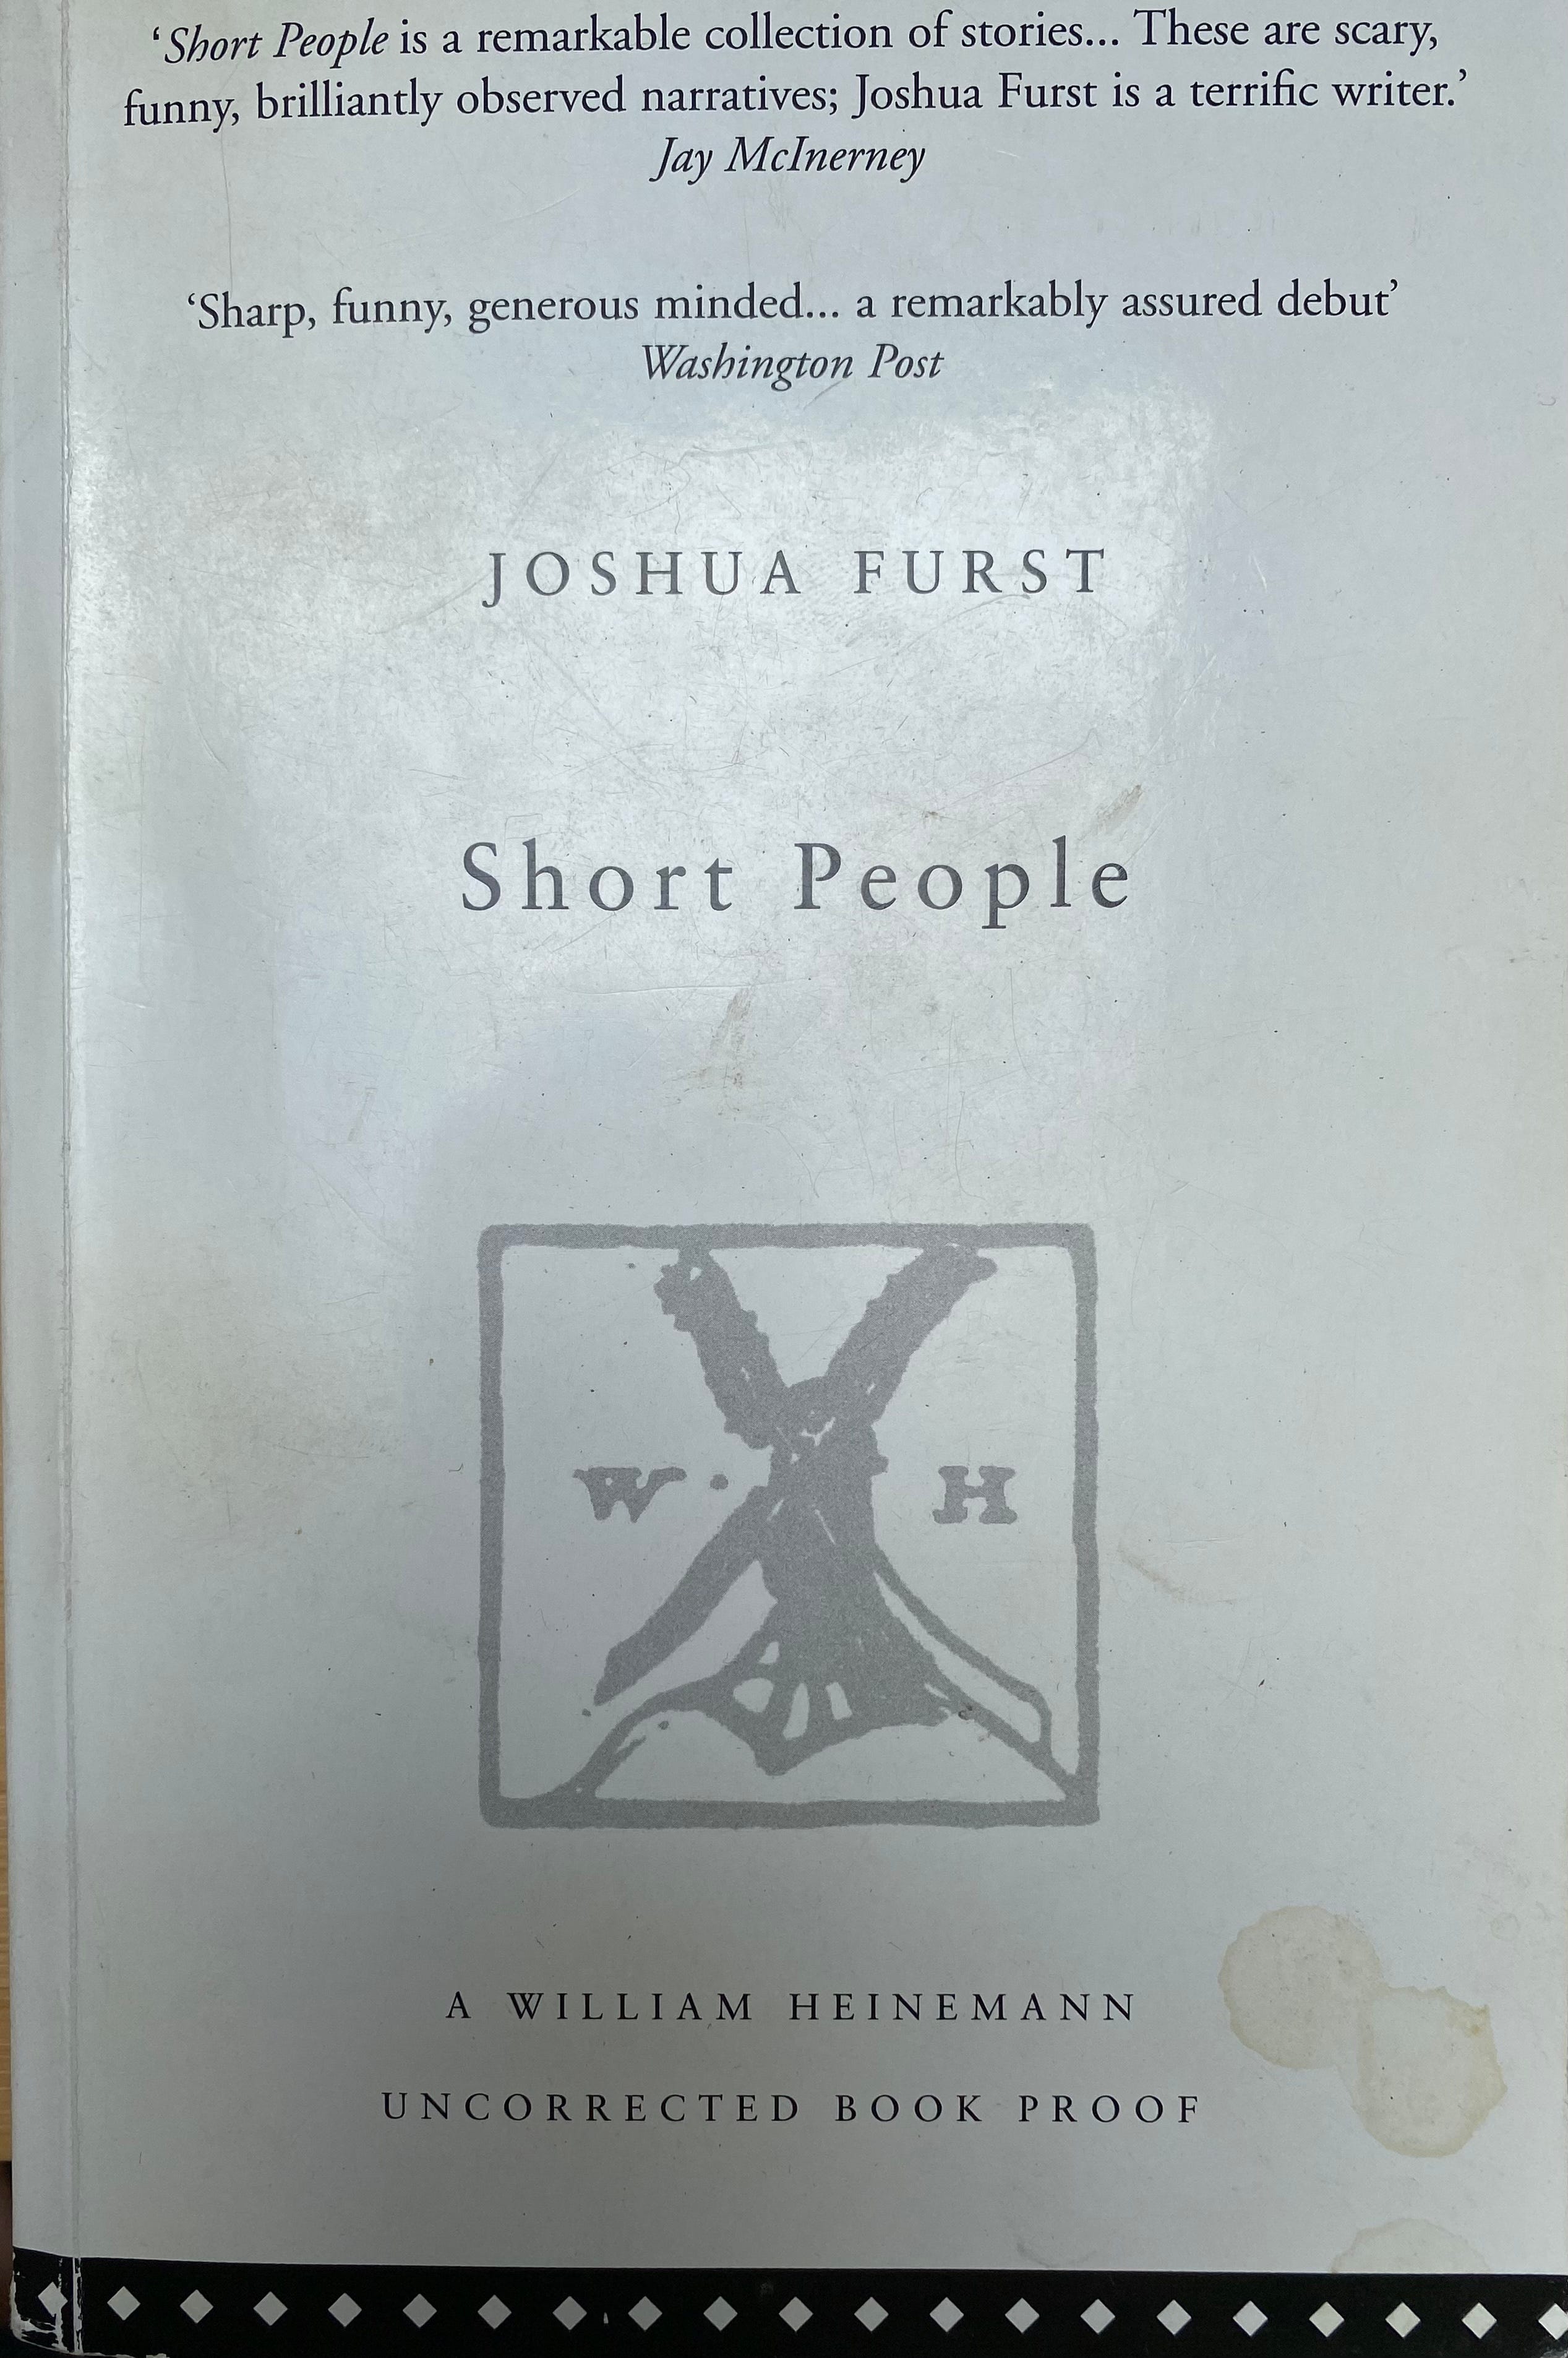 ‘Short People is a remarkable collection of stories... These are scary,
funny, brilliantly observed narratives; Joshua Furst is a terrific writer.’
Jay McInerney
‘Sharp, funny, generous minded... a remarkably assured debut’
Washington Post
JOSHUA FURST
Short People
W · H
A WILLIAM HEINEMANN
UNCORRECTED BOOK PROOF